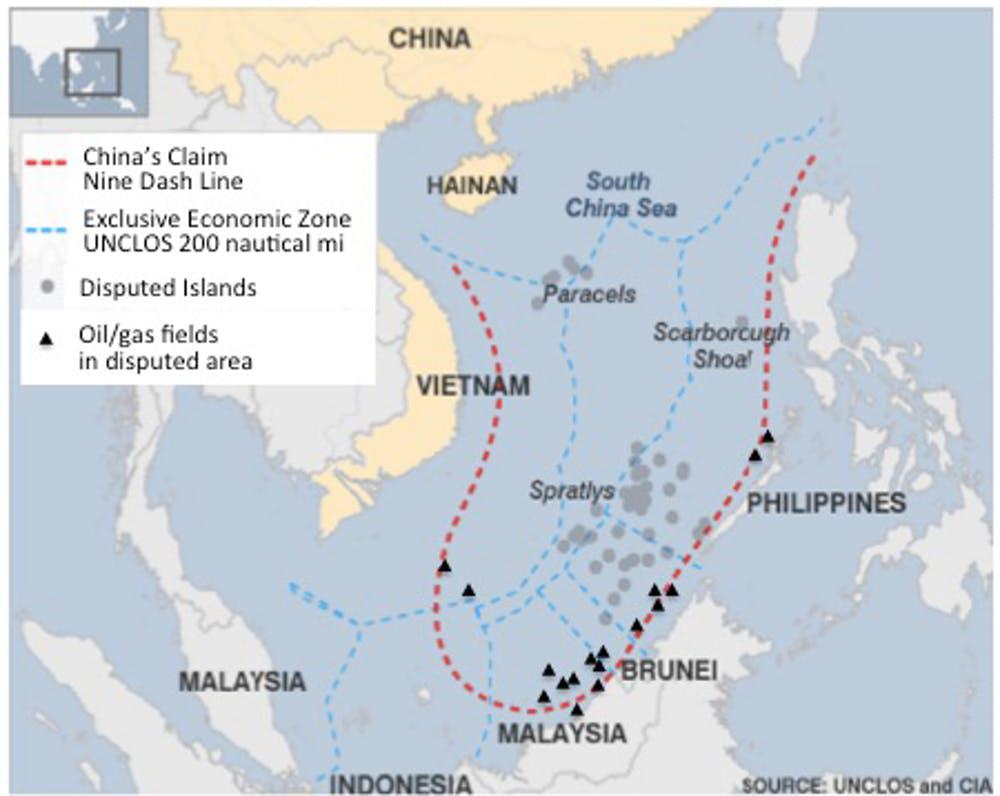 CHINA
China's Claim
Nine Dash Line
Exclusive Economic Zone
UNCLOS 200 nautical mi
Disputed Islands
Oil/gas fields
in disputed area
HAINAN
South
China Sea
Paracels
Scarborough
Shoal
VIETNAM
Spratlys
PHILIPPINES
MALAYSIA
BRUNEI
MALAYSIA
INDONESIA
SOURCE: UNCLOS and CIA